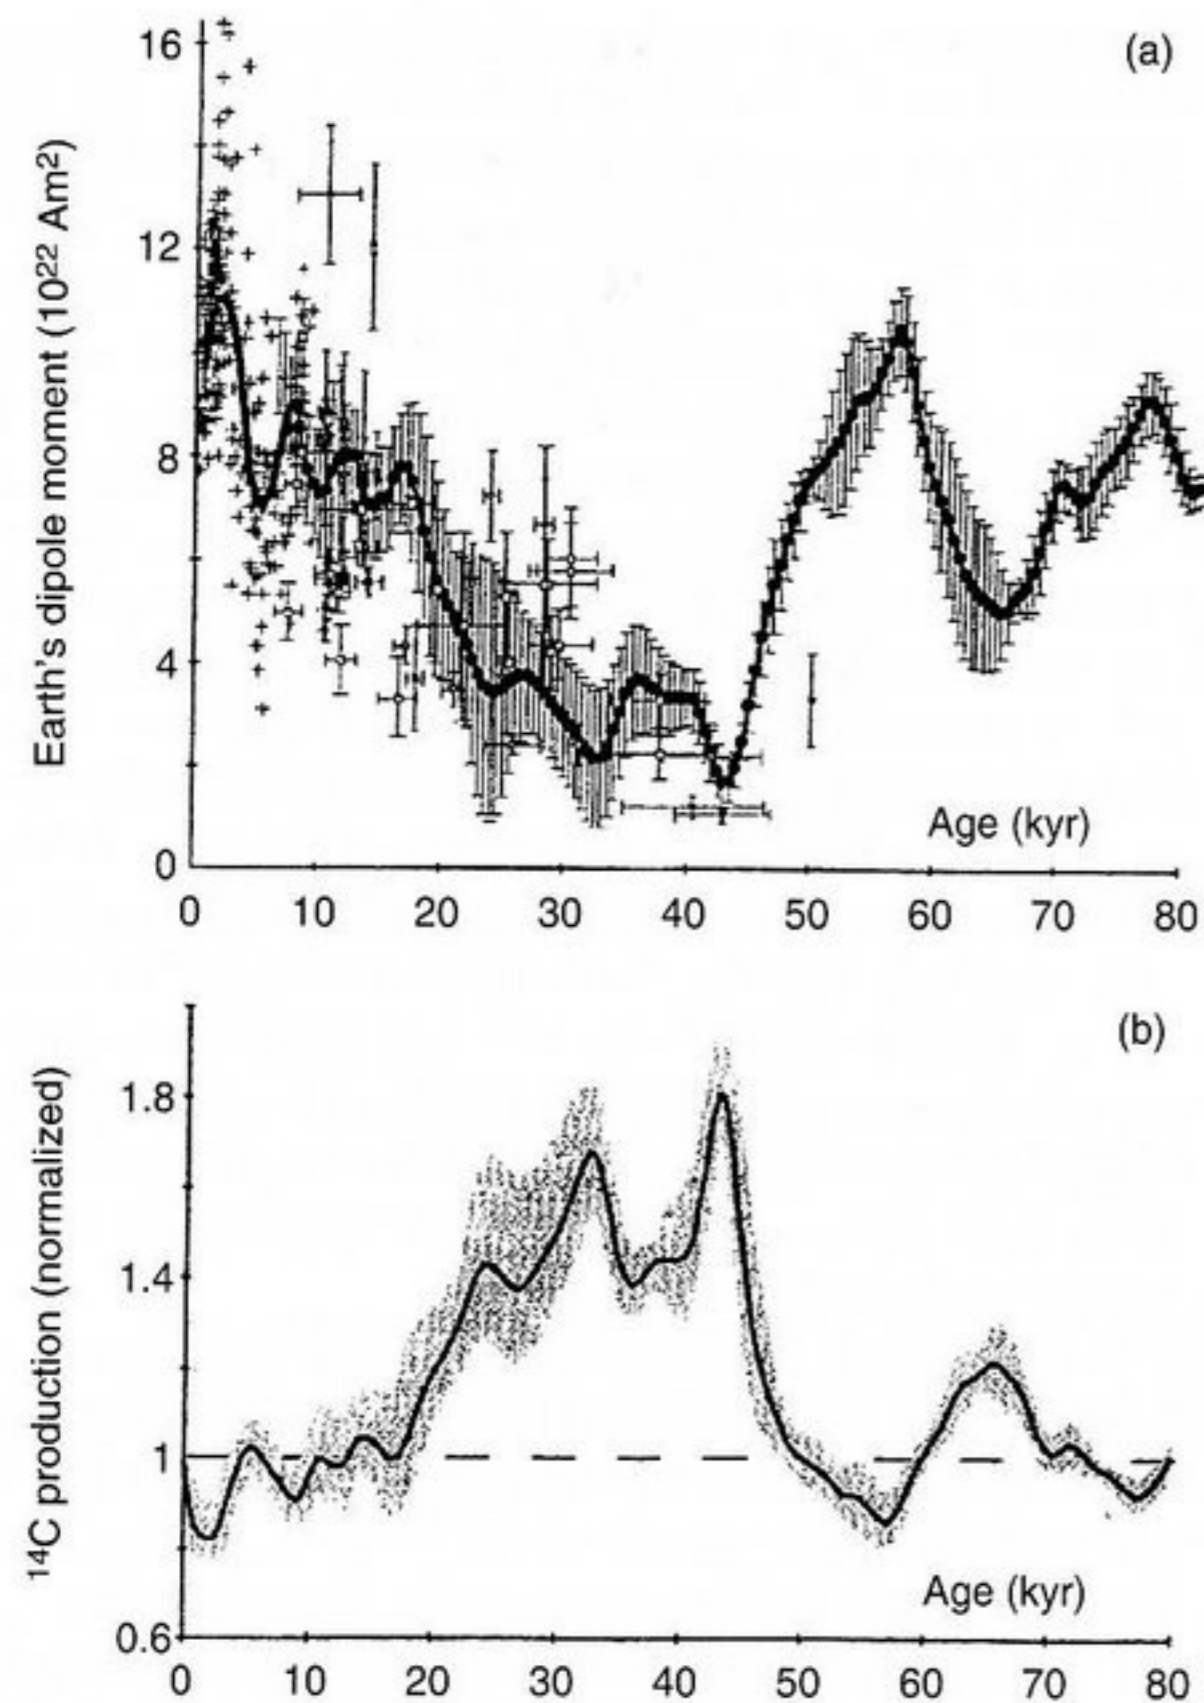 (a)
Earth's dipole moment (10²² Am²)
16
12
8
4
0
Age (kyr)
0 10 20 30 40 50 60 70 80
(b)
¹⁴C production (normalized)
1.8
1.4
1
0.6
Age (kyr)
0 10 20 30 40 50 60 70 80